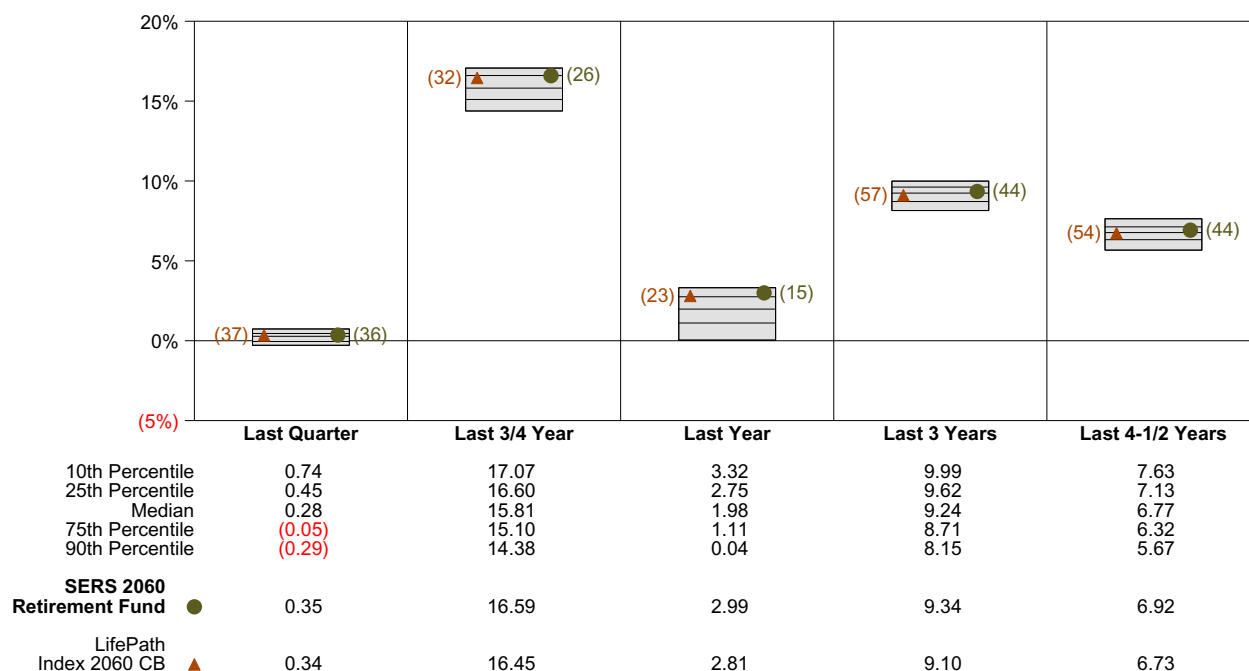 20%
(32)
(26)
15%
10%
(57)
(44)
(54)
(44)
5%
(23)
(15)
(37)
(36)
0%
(5%)
Last Quarter Last 3/4 Year Last Year Last 3 Years Last 4-1/2 Years
10th Percentile 0.74 17.07 3.32 9.99 7.63
25th Percentile 0.45 16.60 2.75 9.62 7.13
Median 0.28 15.81 1.98 9.24 6.77
75th Percentile (0.05) 15.10 1.11 8.71 6.32
90th Percentile (0.29) 14.38 0.04 8.15 5.67
SERS 2060
Retirement Fund 0.35 16.59 2.99 9.34 6.92
LifePath
Index 2060 CB 0.34 16.45 2.81 9.10 6.73